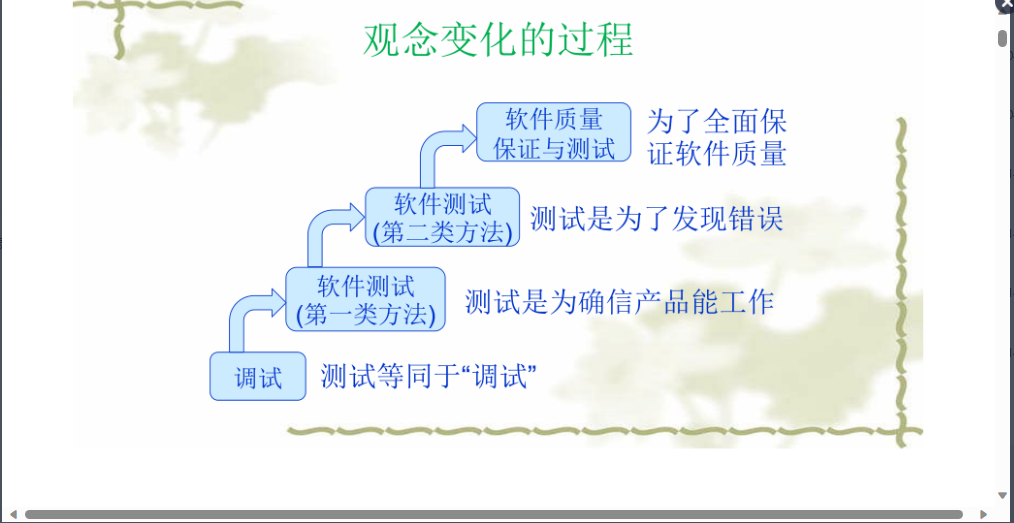 观念变化的过程
软件质量
保证与测试
为了全面保
证软件质量
软件测试
(第二类方法)
测试是为了发现错误
软件测试
(第一类方法)
测试是为确信产品能工作
调试
测试等同于“调试”